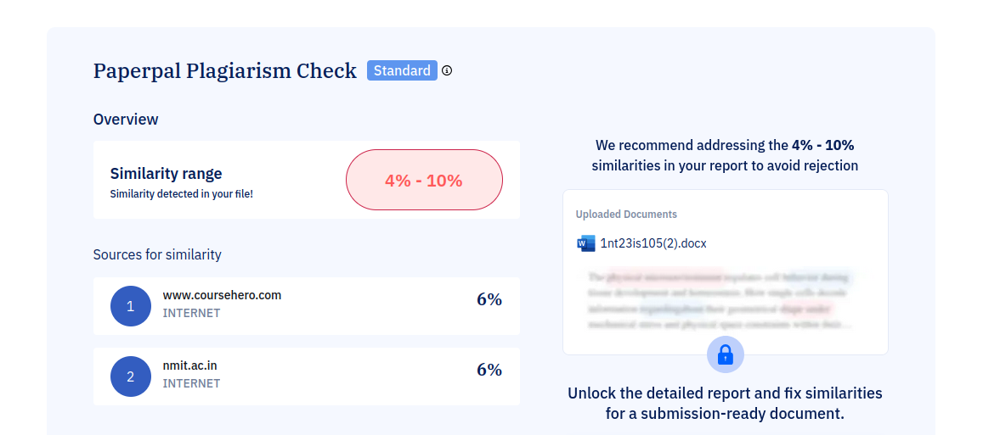 Paperpal Plagiarism Check Standard
Overview
Similarity range
Similarity detected in your file!
4% - 10%
Sources for similarity
1
www.coursehero.com
INTERNET
6%
2
nmit.ac.in
INTERNET
6%
We recommend addressing the 4% - 10%
similarities in your report to avoid rejection
Uploaded Documents
1nt23is105(2).docx
The physical microenvironment regulates cell behavior during
tissue development and homeostasis. How single cells decode
information regarding their geometrical shape under
mechanical stress and physical space constraints within their...
Unlock the detailed report and fix similarities
for a submission-ready document.